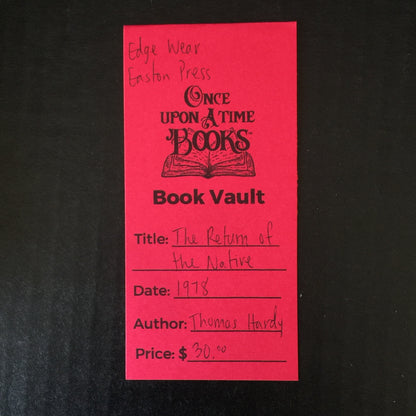 Edge Wear
Easton Press
ONCE
UPON A TIME
BOOKS
Book Vault
Title: The Return of
the Native
Date: 1978
Author: Thomas Hardy
Price: $ 30.00